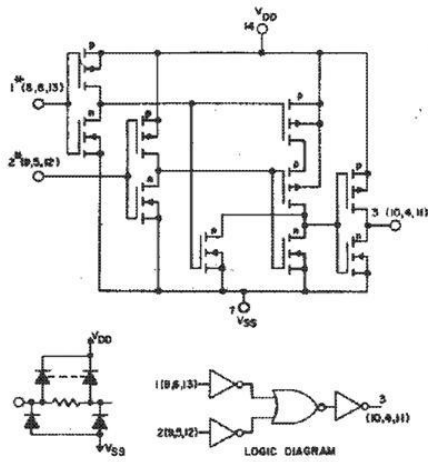 VDD
14
p
p
1 * (8,6,13)
p
n
p
2 * (9,5,12)
p
p
n
3 (10,4,11)
n
n
n
7
VSS
VDD
VSS
1(8,6,13)
3
(10,4,11)
2(9,5,12)
LOGIC DIAGRAM